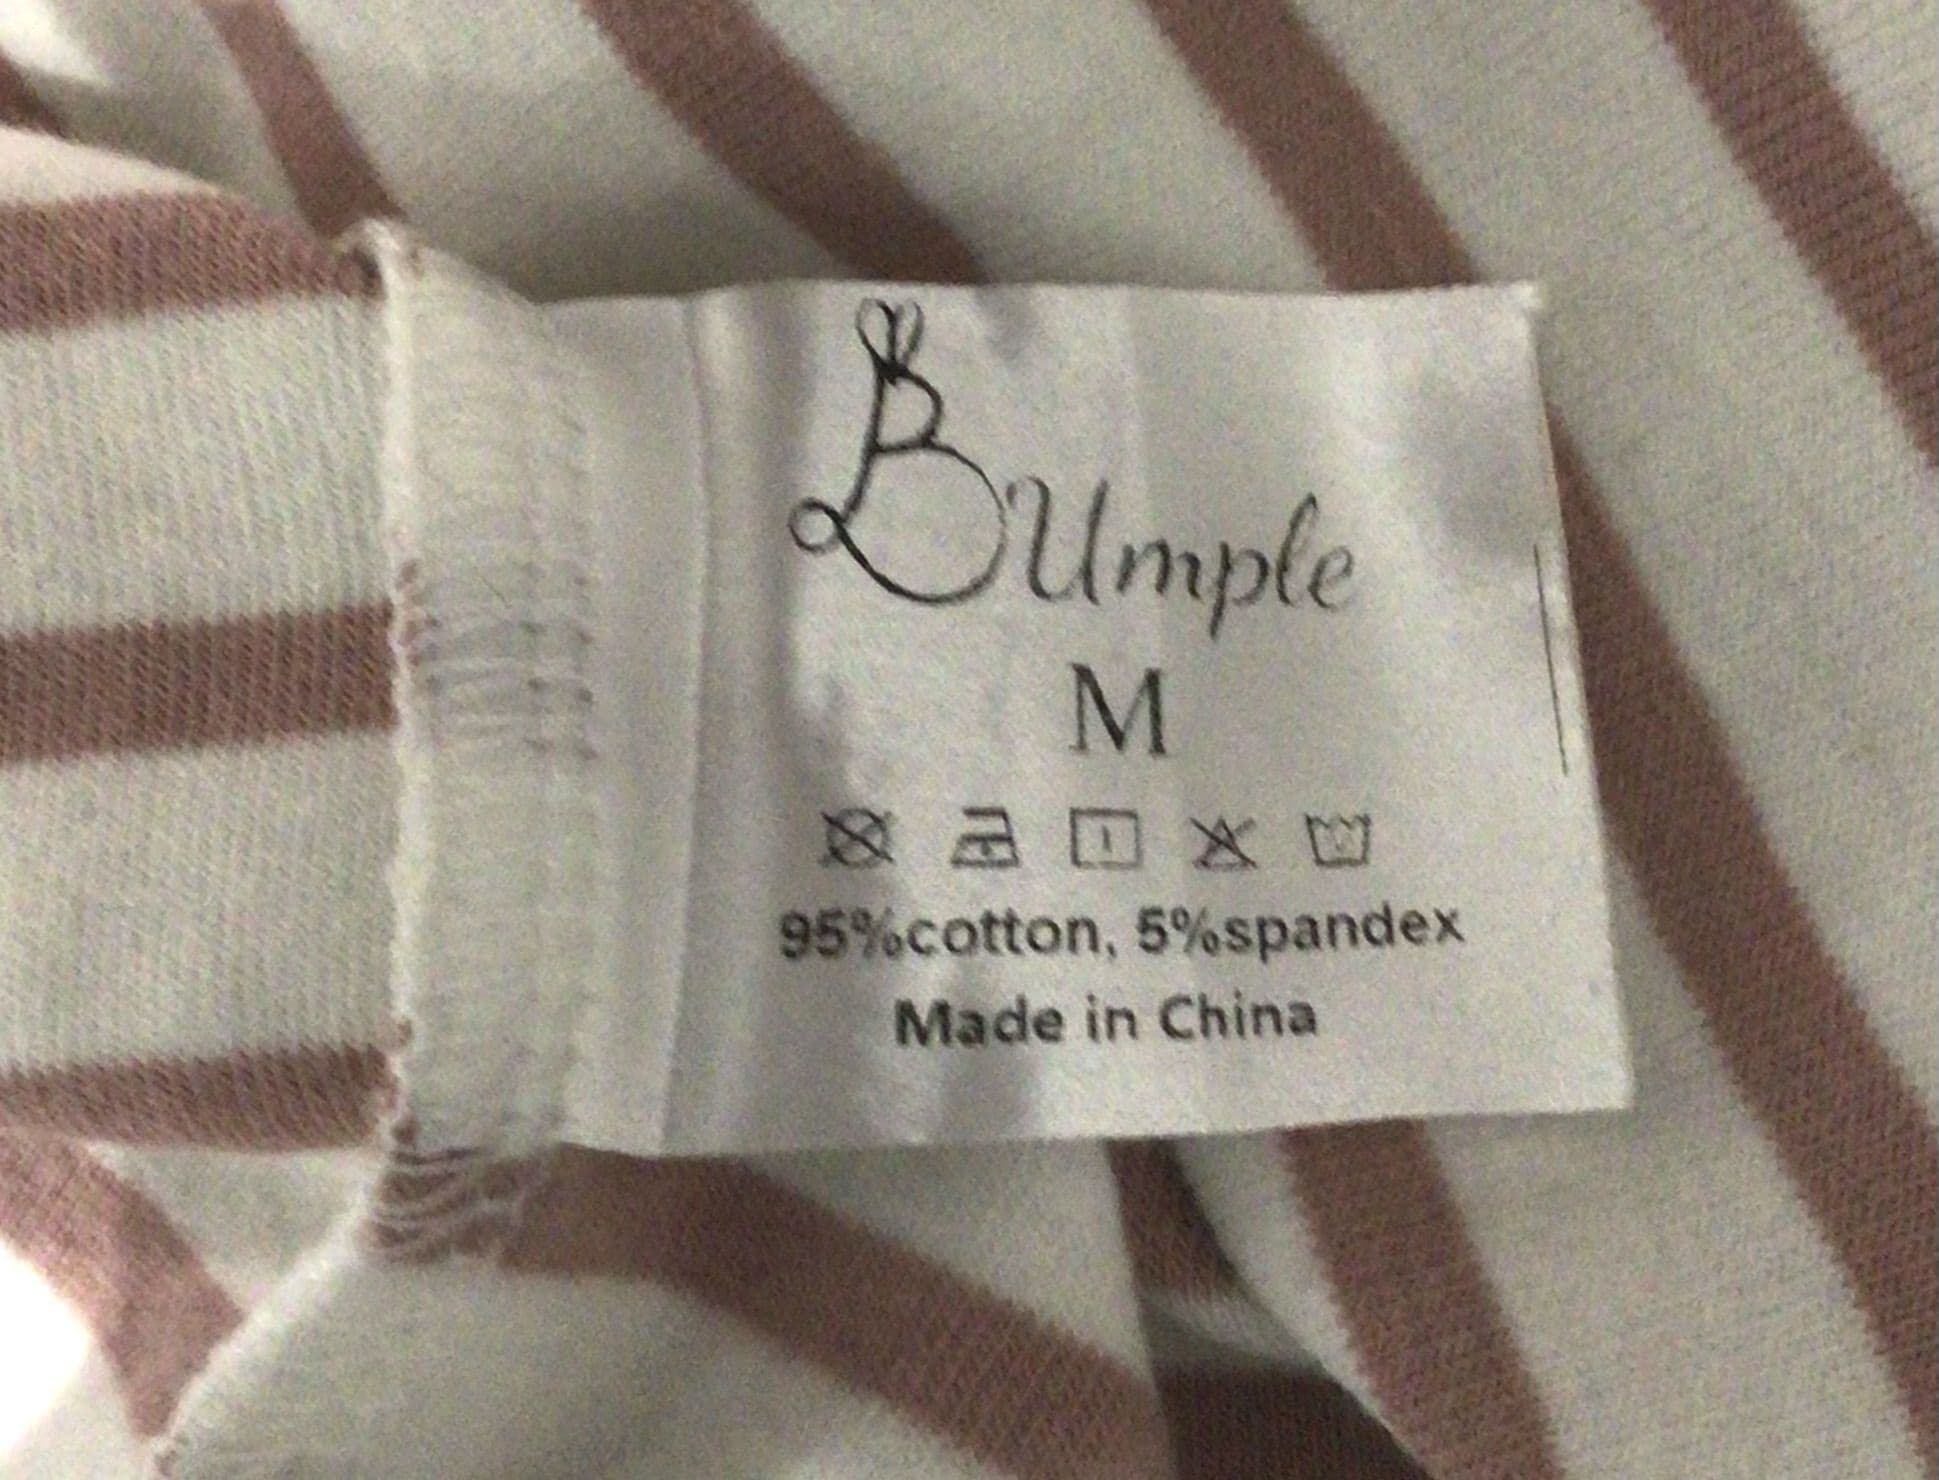 BUmple
M
95%cotton, 5%spandex
Made in China